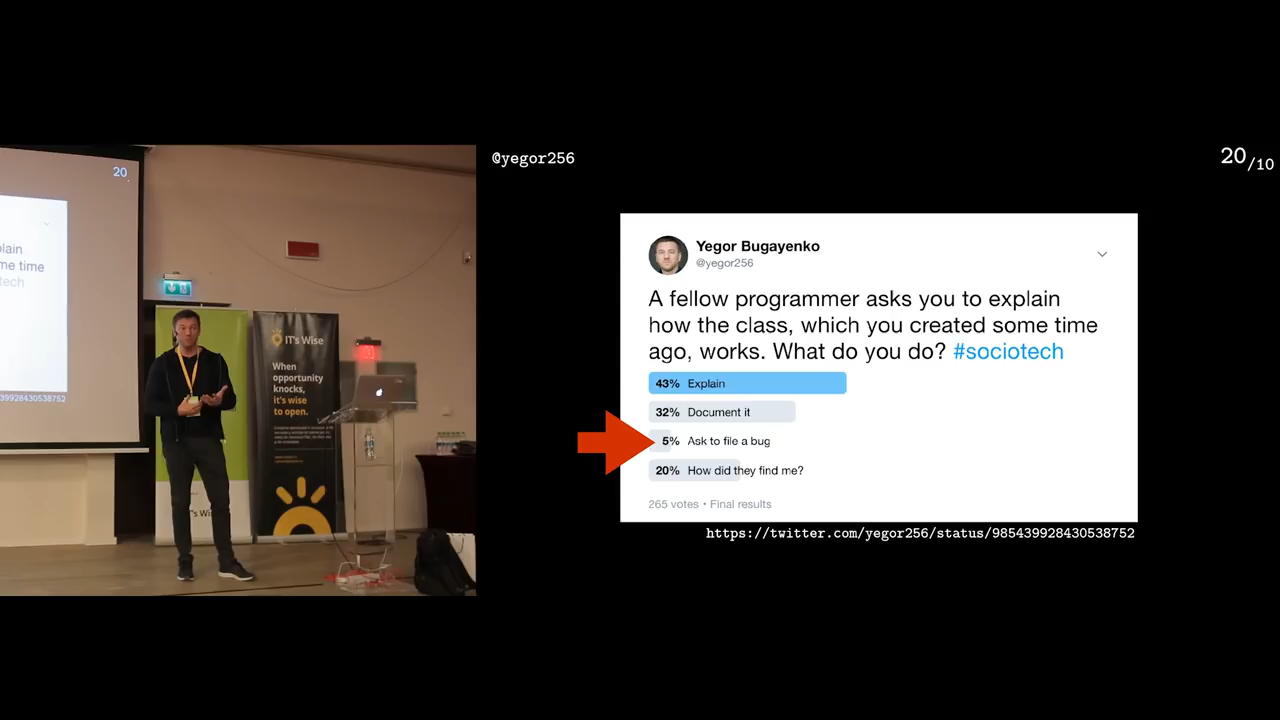 @yegor256
20/10
Yegor Bugayenko
@yegor256
A fellow programmer asks you to explain
how the class, which you created some time
ago, works. What do you do? #sociotech
43% Explain
32% Document it
5% Ask to file a bug
20% How did they find me?
265 votes • Final results
https://twitter.com/yegor256/status/985439928430538752
20
plain
me time
tech
39928430538752
IT's Wise
When
opportunity
knocks,
it's wise
to open.